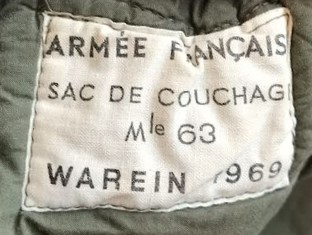 ARMÉE FRANÇAIS
SAC DE COUCHAG
Mle 63
WAREIN 1969